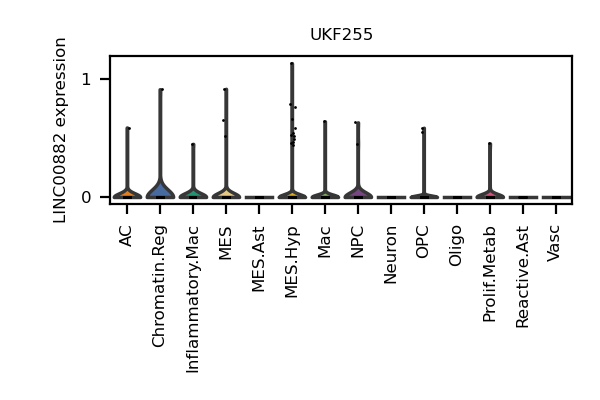 UKF255
LINC00882 expression
1
0
AC
Chromatin.Reg
Inflammatory.Mac
MES
MES.Ast
MES.Hyp
Mac
NPC
Neuron
OPC
Oligo
Prolif.Metab
Reactive.Ast
Vasc